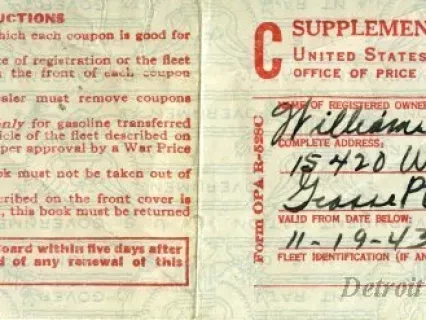 UCTIONS
hich each coupon is good for
e of registration or the fleet
n the front of each coupon
aler must remove coupons
only for gasoline transferred
icle of the fleet described on
per approval by a War Price
ok must not be taken out of
cribed on the front cover is
, this book must be returned
Board within five days after
d of any renewal of this
C SUPPLEMEN
UNITED STATES
OFFICE OF PRICE
Form OPA R-528C
NAME OF REGISTERED OWNE
William
COMPLETE ADDRESS:
15420 W
Grosse P
VALID FROM DATE BELOW:
11-19-43
FLEET IDENTIFICATION (IF AN
Detroit